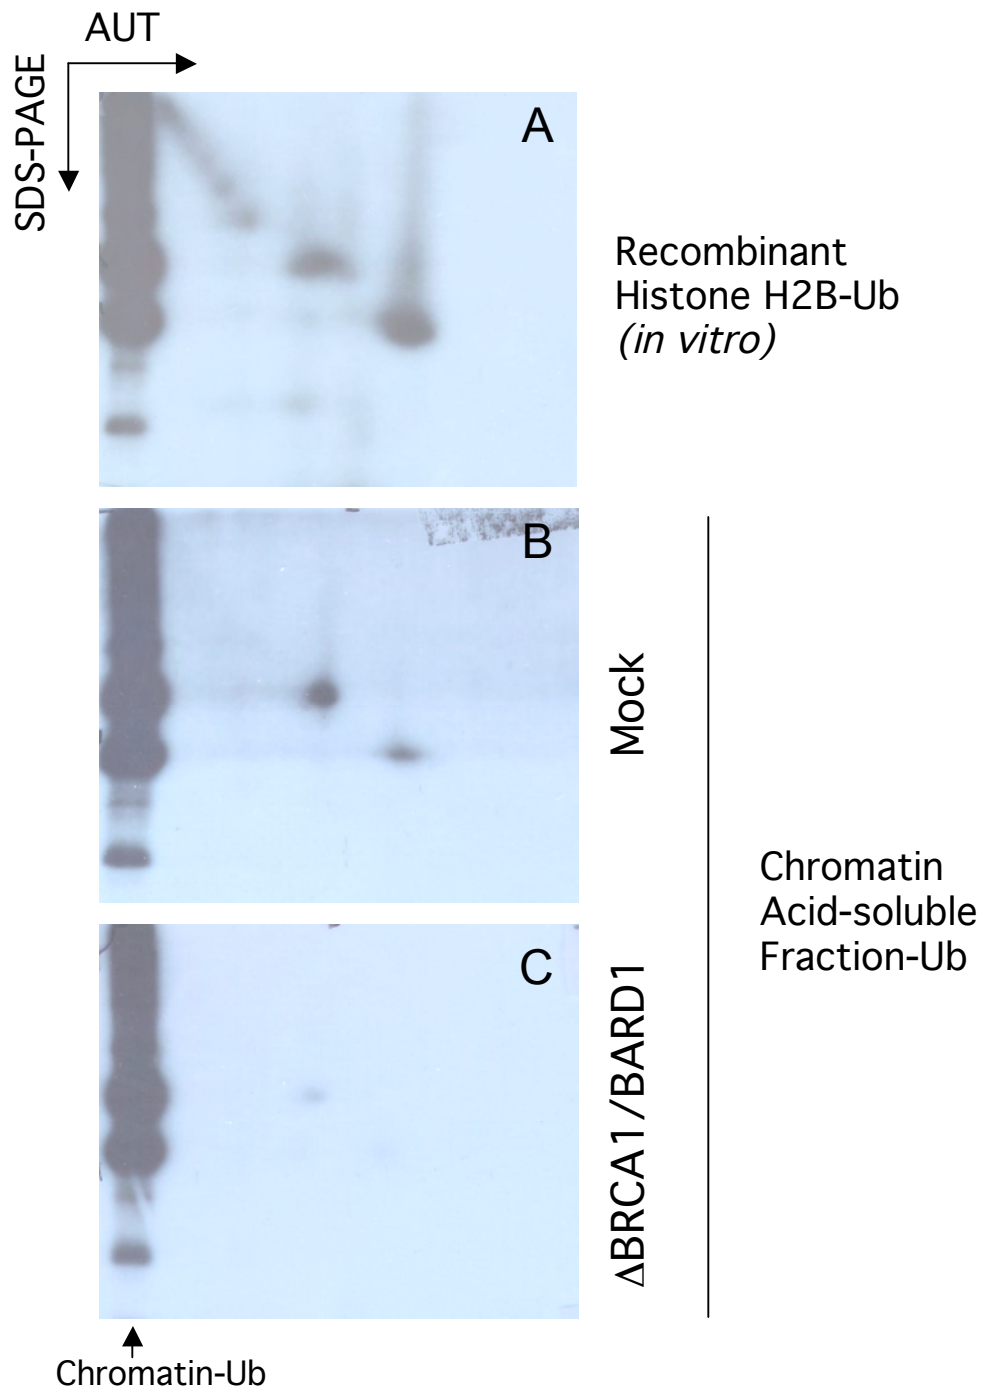 AUT
SDS-PAGE
A
Recombinant
Histone H2B-Ub
(in vitro)
B
Mock
C
ΔBRCA1/BARD1
Chromatin
Acid-soluble
Fraction-Ub
Chromatin-Ub